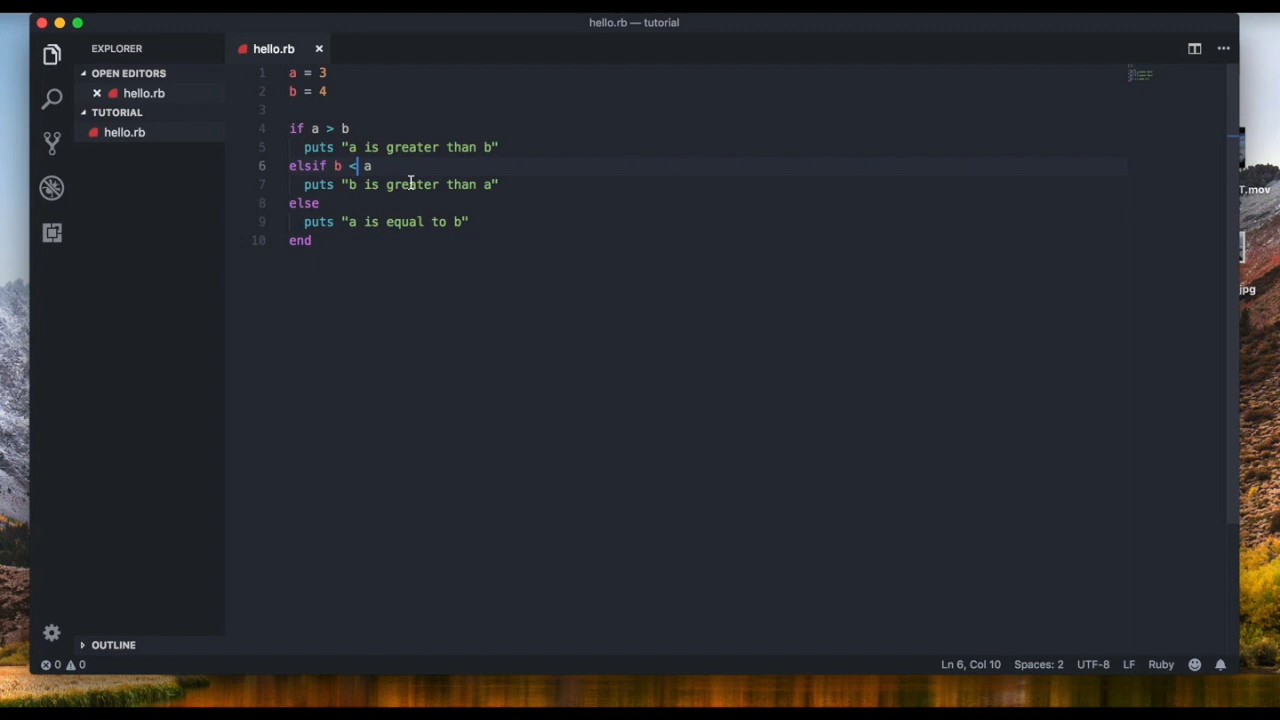 hello.rb — tutorial
EXPLORER
hello.rb
OPEN EDITORS
hello.rb
TUTORIAL
hello.rb
1 a = 3
2 b = 4
3
4 if a > b
5 puts "a is greater than b"
6 elsif b < a
7 puts "b is greater than a"
8 else
9 puts "a is equal to b"
10 end
T.mov
jpg
OUTLINE
0 0
Ln 6, Col 10 Spaces: 2 UTF-8 LF Ruby